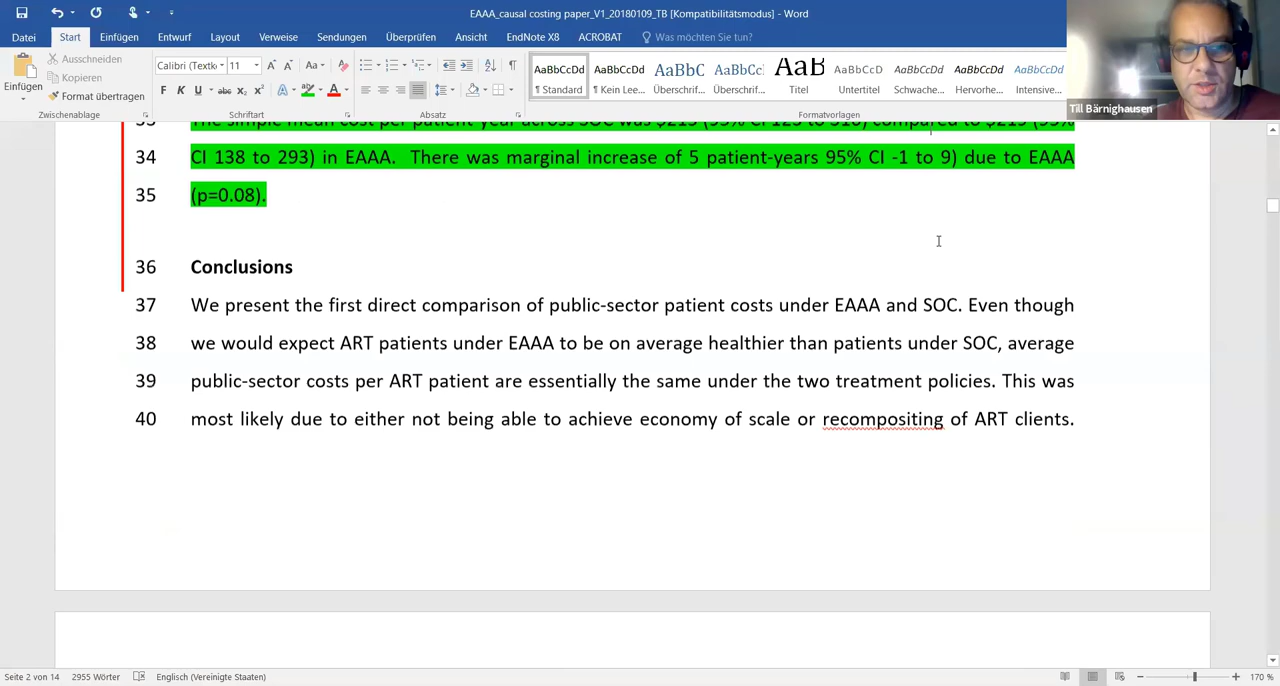 EAAA_causal costing paper_V1_20180109_TB [Kompatibilitätsmodus] - Word
Datei Start Einfügen Entwurf Layout Verweise Sendungen Überprüfen Ansicht EndNote X8 ACROBAT Was möchten Sie tun?
Einfügen
Ausschneiden
Kopieren
Format übertragen
Zwischenablage
Calibri (Textk 11
Aa
F K U abc x₂ x²
Schriftart
Absatz
AaBbCcDd AaBbCcDd AaBbC AaBbCc AaB AaBbCcD AaBbCcDd AaBbCcDd AaBbCcDd
¶ Standard ¶ Kein Lee... Überschrif... Überschrif... Titel Untertitel Schwache... Hervorhe... Intensive...
Formatvorlagen
Till Bärnighausen
34 CI 138 to 293) in EAAA. There was marginal increase of 5 patient-years 95% CI -1 to 9) due to EAAA
35 (p=0.08).
36 Conclusions
37 We present the first direct comparison of public-sector patient costs under EAAA and SOC. Even though
38 we would expect ART patients under EAAA to be on average healthier than patients under SOC, average
39 public-sector costs per ART patient are essentially the same under the two treatment policies. This was
40 most likely due to either not being able to achieve economy of scale or recompositing of ART clients.
Seite 2 von 14 2955 Wörter Englisch (Vereinigte Staaten) 170 %